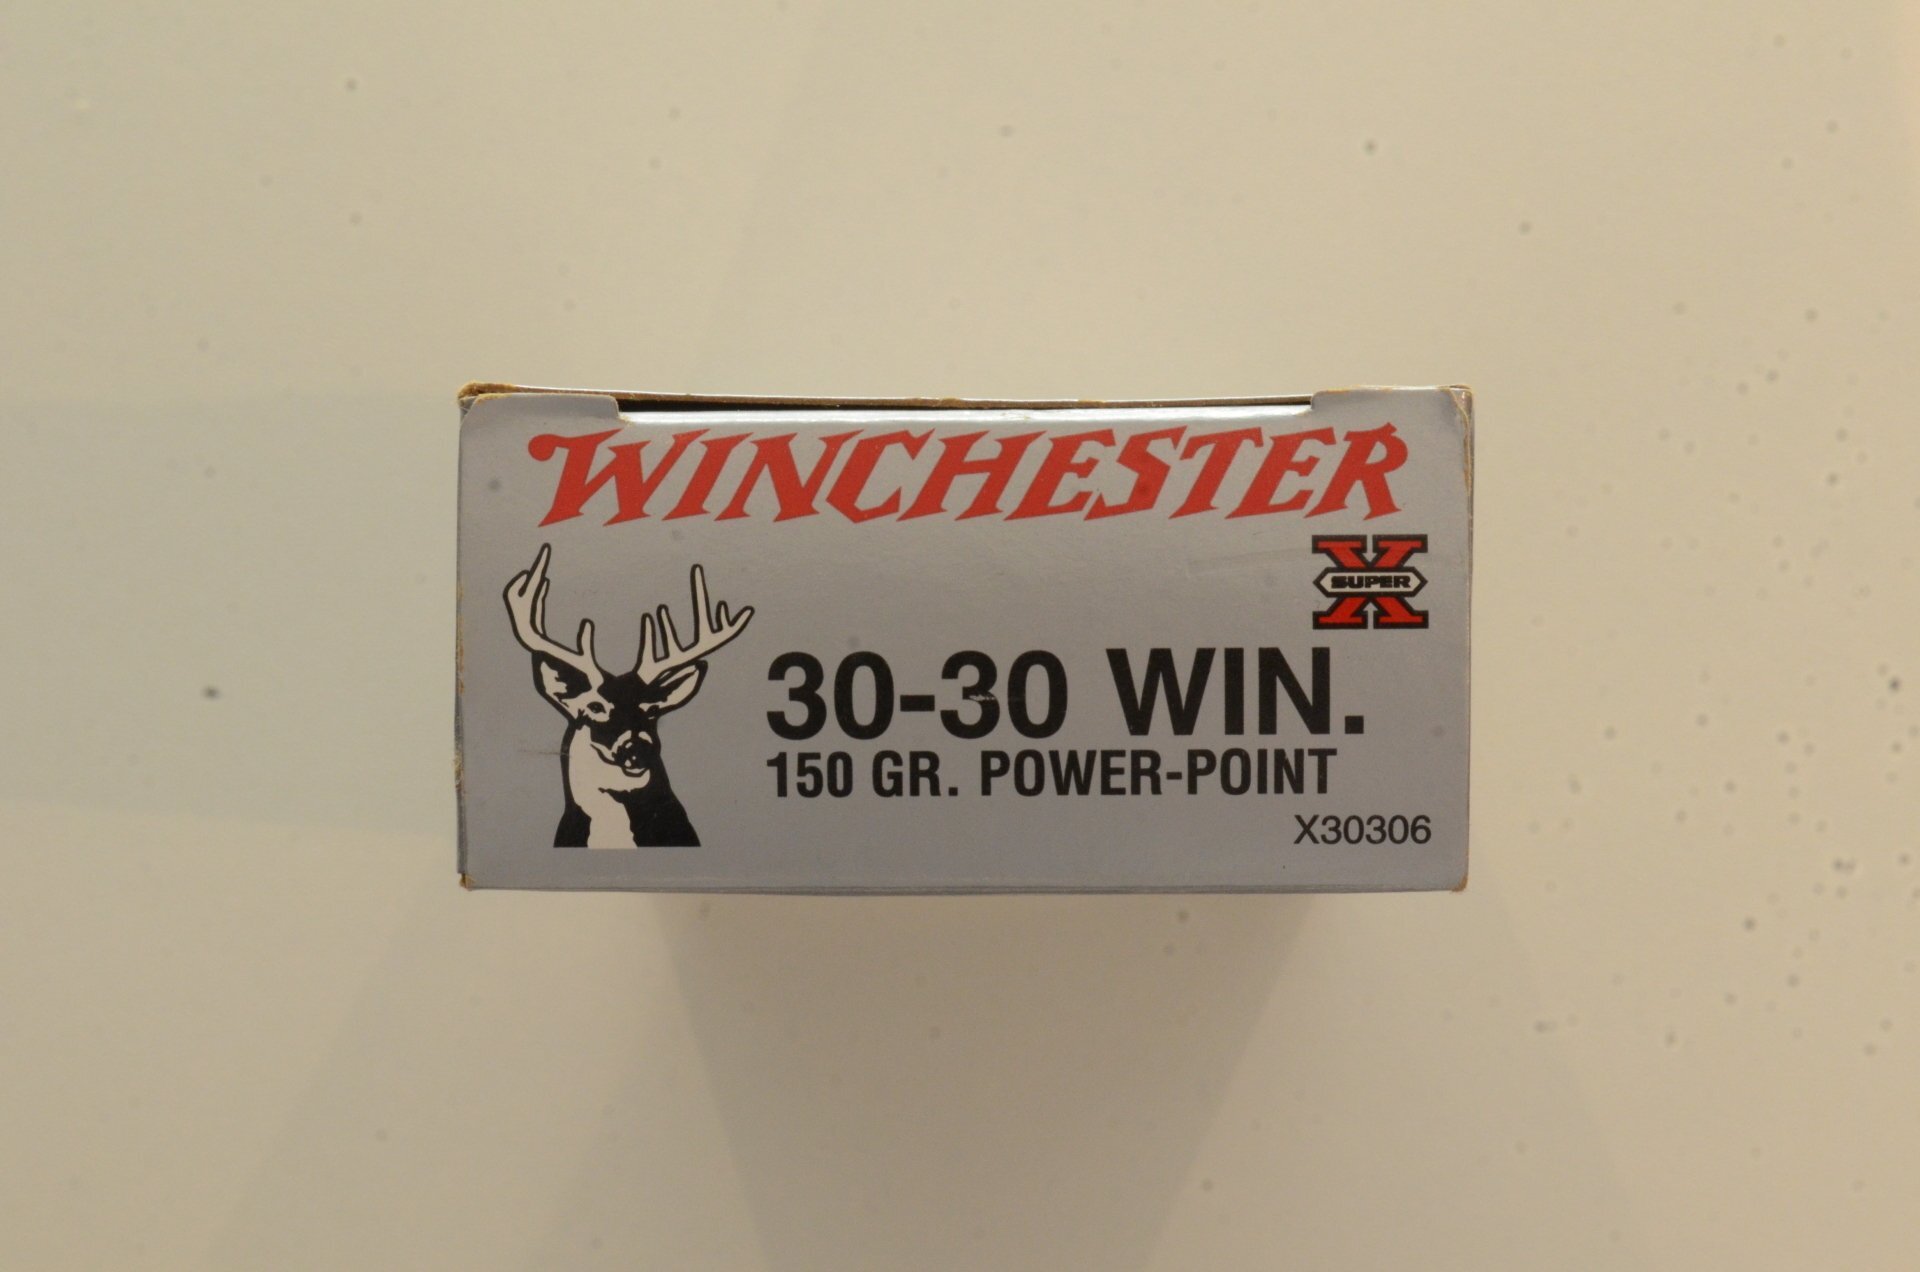 WINCHESTER
SUPER X
30-30 WIN.
150 GR. POWER-POINT
X30306